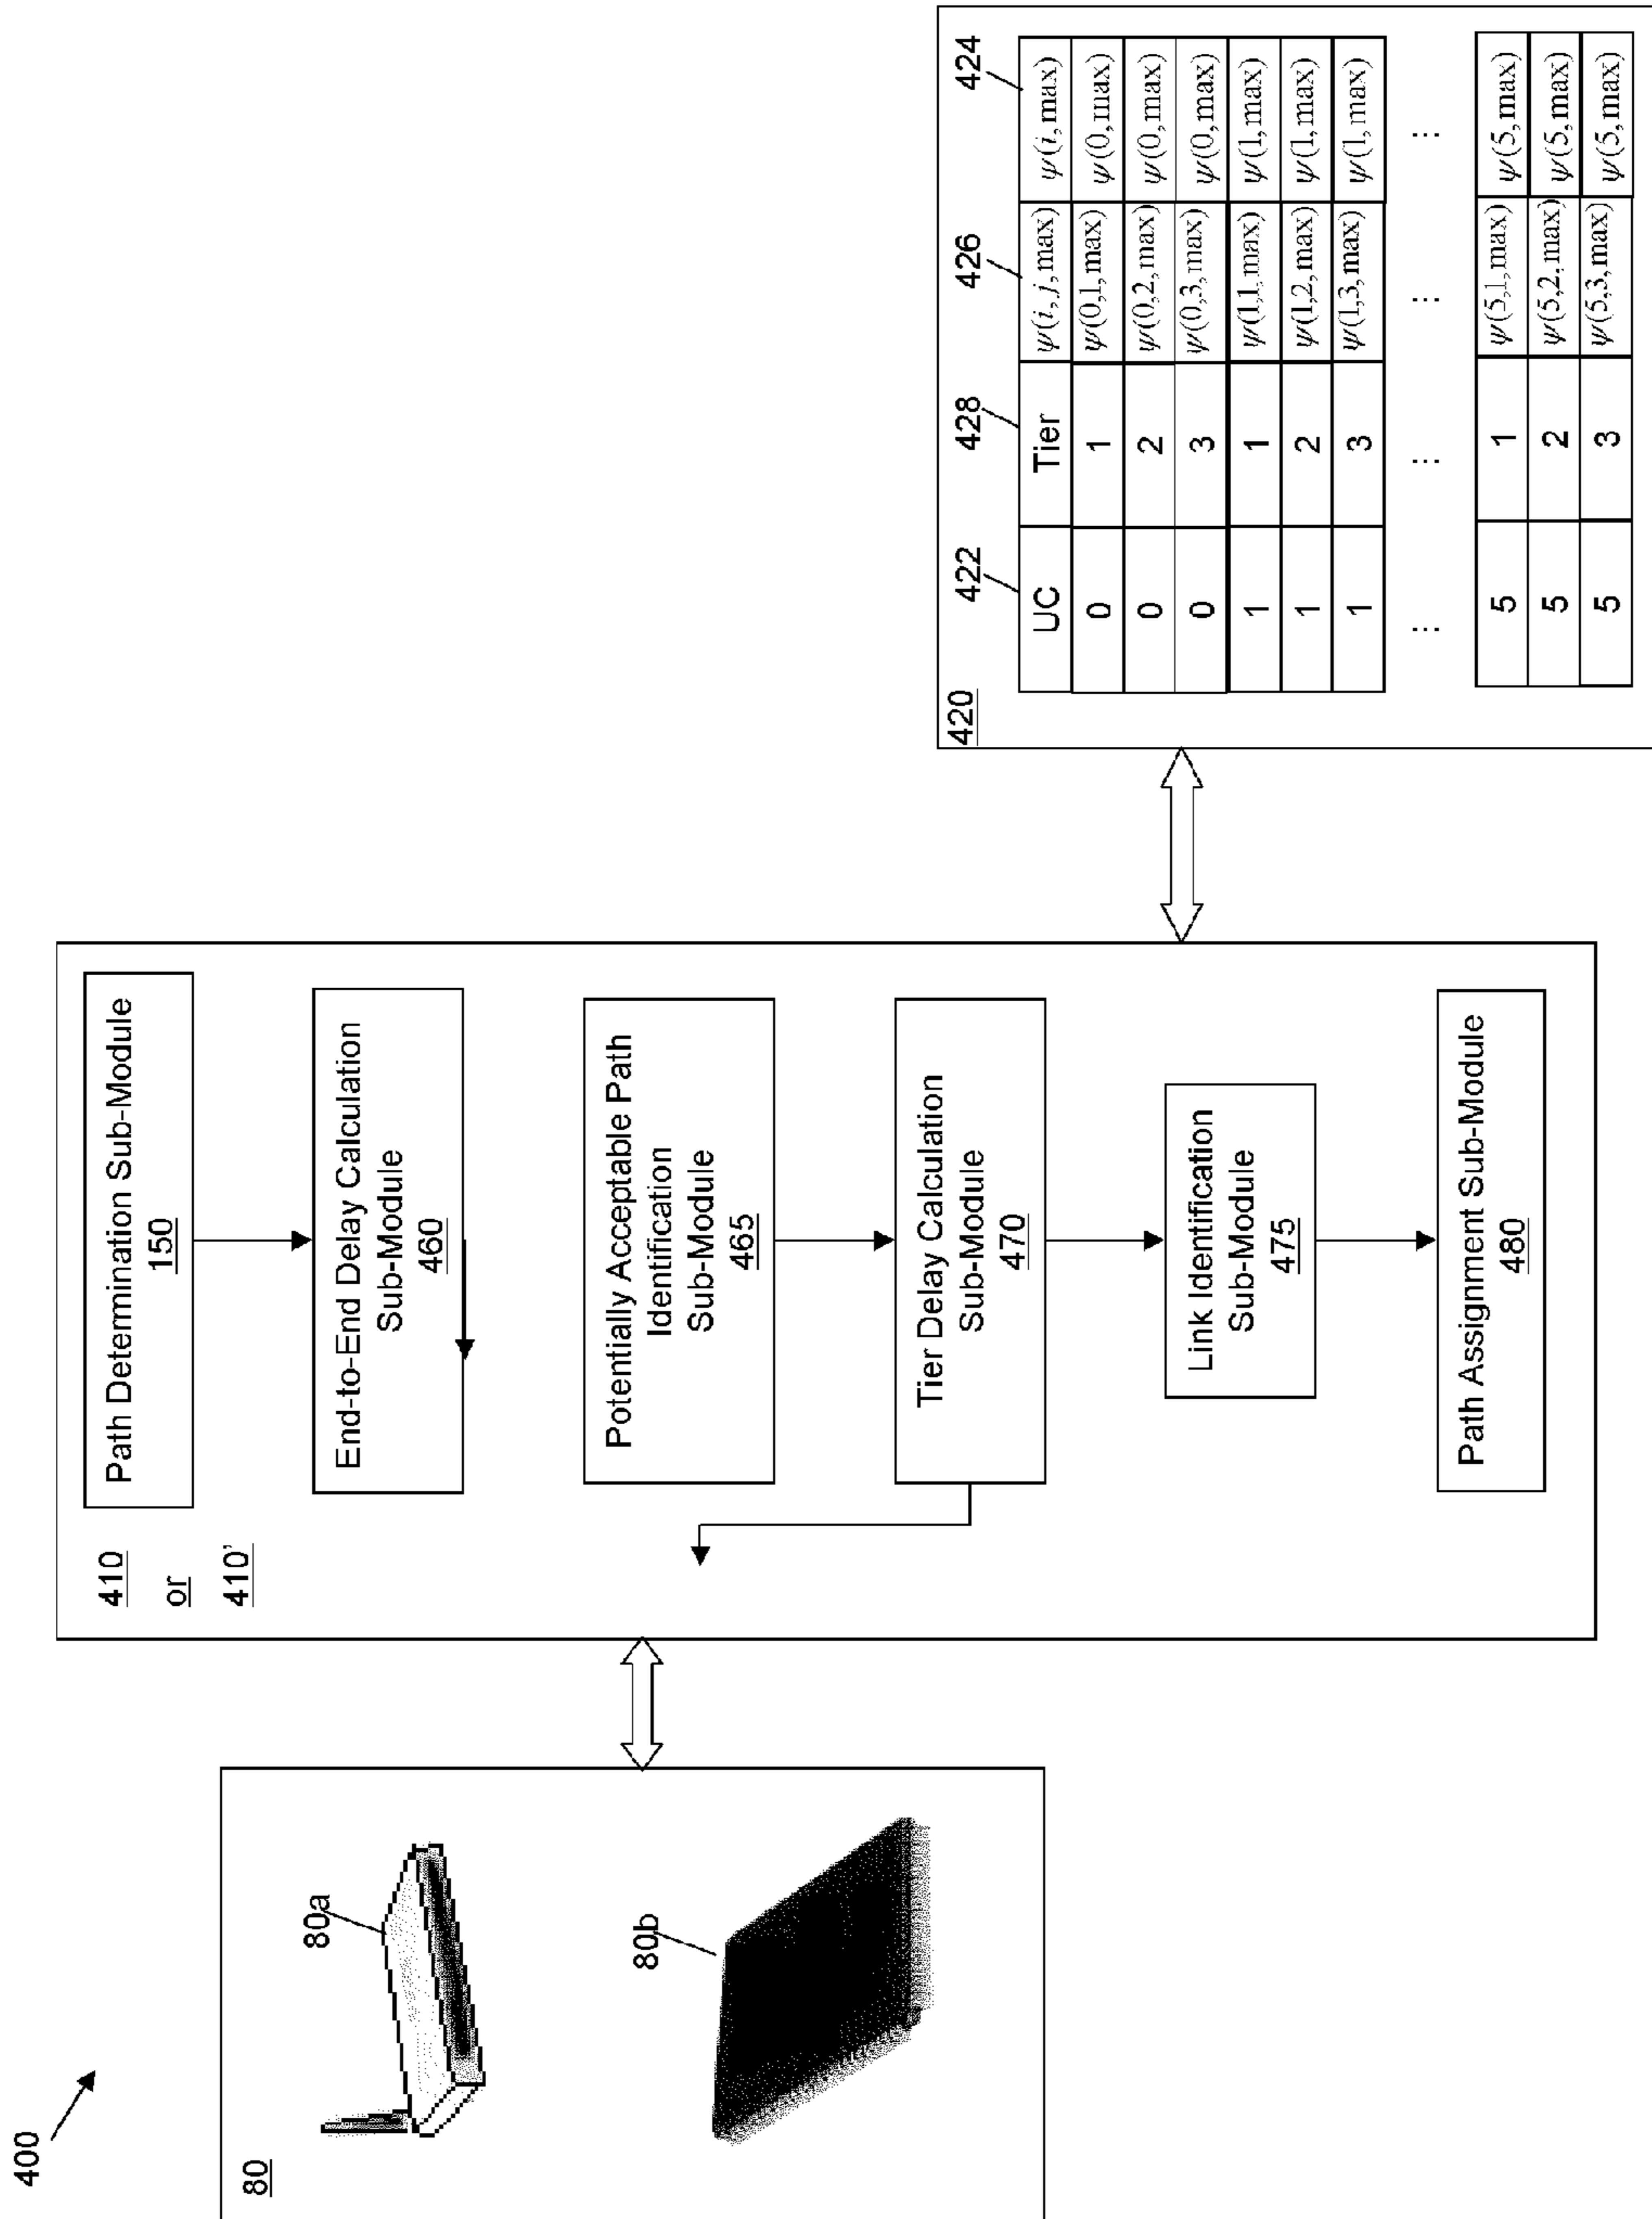 400
80
80a
80b
410
or
410'
Path Determination Sub-Module
150
End-to-End Delay Calculation
Sub-Module
460
Potentially Acceptable Path
Identification
Sub-Module
465
Tier Delay Calculation
Sub-Module
470
Link Identification
Sub-Module
475
Path Assignment Sub-Module
480
420
422 428 426 424
UC Tier ψ(i,j,max) ψ(i,max)
0 1 ψ(0,1,max) ψ(0,max)
0 2 ψ(0,2,max) ψ(0,max)
0 3 ψ(0,3,max) ψ(0,max)
1 1 ψ(1,1,max) ψ(1,max)
1 2 ψ(1,2,max) ψ(1,max)
1 3 ψ(1,3,max) ψ(1,max)
... ... ... ...
5 1 ψ(5,1,max) ψ(5,max)
5 2 ψ(5,2,max) ψ(5,max)
5 3 ψ(5,3,max) ψ(5,max)